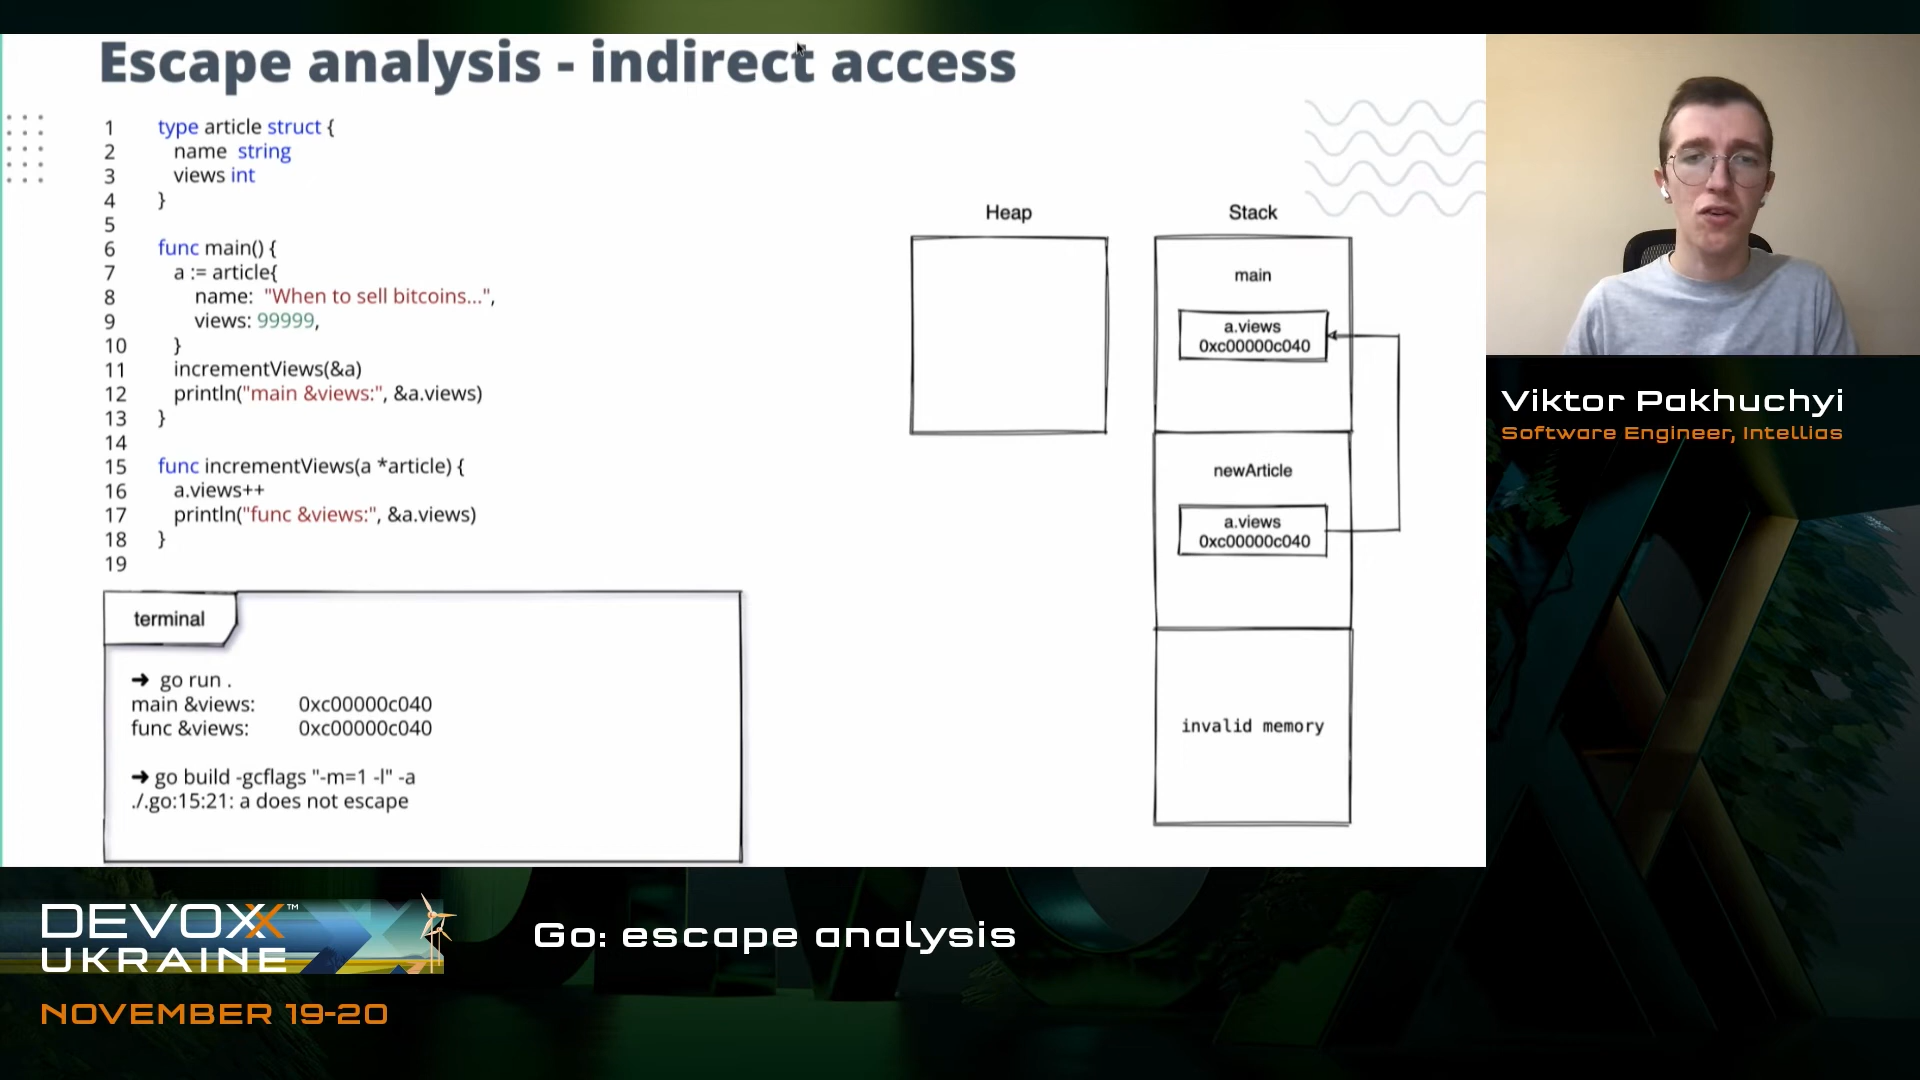 Escape analysis - indirect access
1 type article struct {
2 name string
3 views int
4 }
5
6 func main() {
7 a := article{
8 name: "When to sell bitcoins...",
9 views: 99999,
10 }
11 incrementViews(&a)
12 println("main &views:", &a.views)
13 }
14
15 func incrementViews(a *article) {
16 a.views++
17 println("func &views:", &a.views)
18 }
19
terminal
➜ go run .
main &views: 0xc00000c040
func &views: 0xc00000c040
➜ go build -gcflags "-m=1 -l" -a
./.go:15:21: a does not escape
Heap
Stack
main
a.views
0xc00000c040
newArticle
a.views
0xc00000c040
invalid memory
Viktor Pakhuchyi
Software Engineer, Intellias
DEVOXX™
UKRAINE
NOVEMBER 19-20
Go: escape analysis